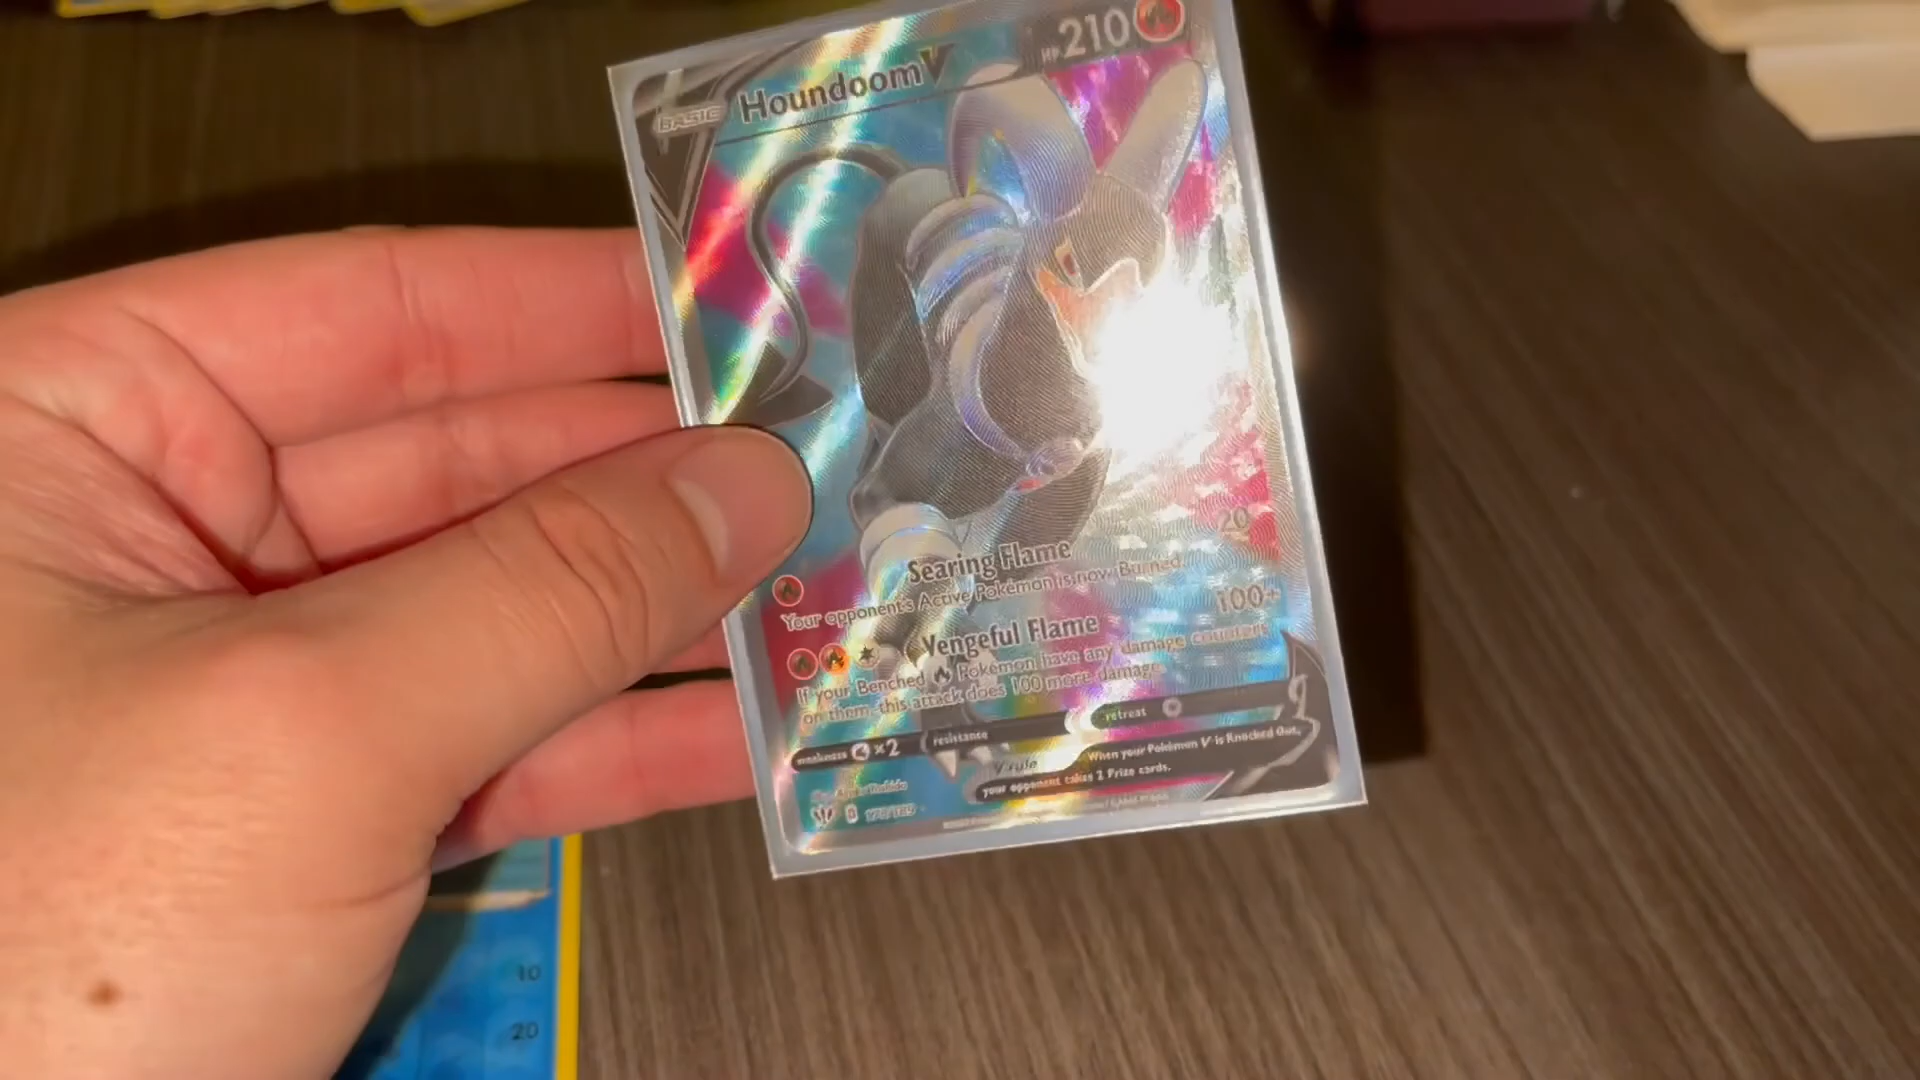 BASIC
Houndoom V
HP 210
Searing Flame 20
Your opponent's Active Pokémon is now Burned.
Vengeful Flame 100+
If your Benched Pokémon have any damage counters
on them, this attack does 100 more damage.
weakness ×2
resistance
retreat
V rule
When your Pokémon V is Knocked Out,
your opponent takes 2 Prize cards.
10
20